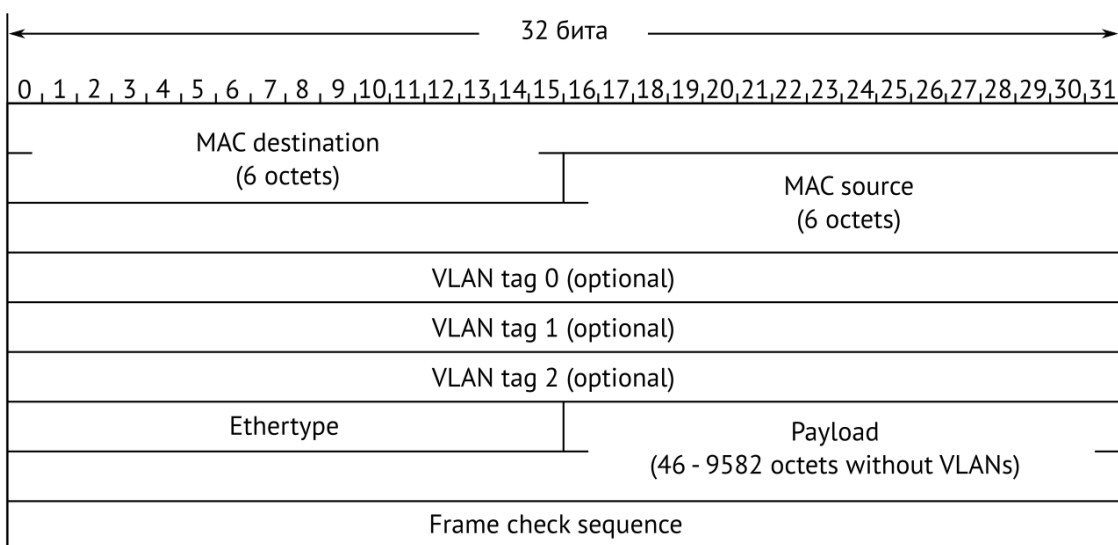 32 бита
0 1 2 3 4 5 6 7 8 9 10 11 12 13 14 15 16 17 18 19 20 21 22 23 24 25 26 27 28 29 30 31
MAC destination
(6 octets)
MAC source
(6 octets)
VLAN tag 0 (optional)
VLAN tag 1 (optional)
VLAN tag 2 (optional)
Ethertype
Payload
(46 - 9582 octets without VLANs)
Frame check sequence